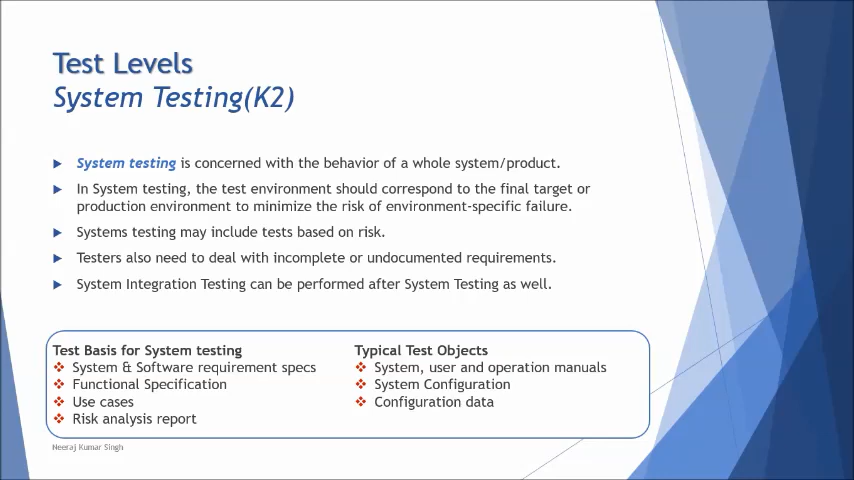 Test Levels
System Testing(K2)
System testing is concerned with the behavior of a whole system/product.
In System testing, the test environment should correspond to the final target or
production environment to minimize the risk of environment-specific failure.
Systems testing may include tests based on risk.
Testers also need to deal with incomplete or undocumented requirements.
System Integration Testing can be performed after System Testing as well.
Test Basis for System testing
System & Software requirement specs
Functional Specification
Use cases
Risk analysis report
Typical Test Objects
System, user and operation manuals
System Configuration
Configuration data
Neeraj Kumar Singh